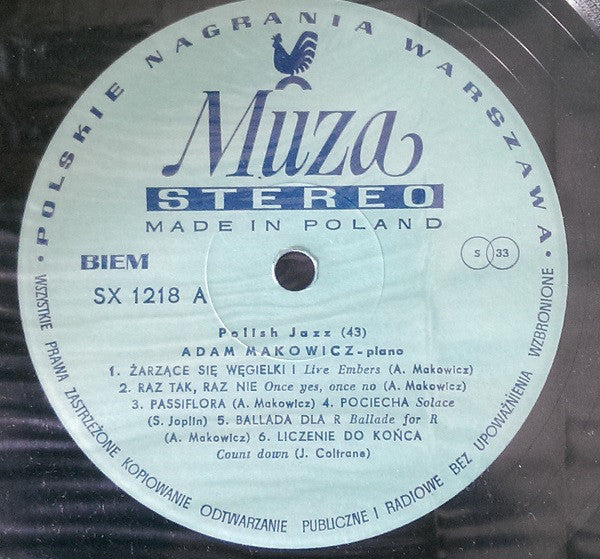 • POLSKIE NAGRANIA WARSZAWA •
Muza
STEREO
MADE IN POLAND
BIEM
S 33
SX 1218 A
Polish Jazz (43)
ADAM MAKOWICZ - piano
1. ŻARZĄCE SIĘ WĘGIELKI I Live Embers (A. Makowicz)
2. RAZ TAK, RAZ NIE Once yes, once no (A. Makowicz)
3. PASSIFLORA (A. Makowicz) 4. POCIECHA Solace
(S. Joplin) 5. BALLADA DLA R Ballade for R
(A. Makowicz) 6. LICZENIE DO KOŃCA
Count down (J. Coltrane)
WSZYSTKIE PRAWA ZASTRZEŻONE KOPIOWANIE ODTWARZANIE PUBLICZNE I RADIOWE BEZ UPOWAŻNIENIA WZBRONIONE